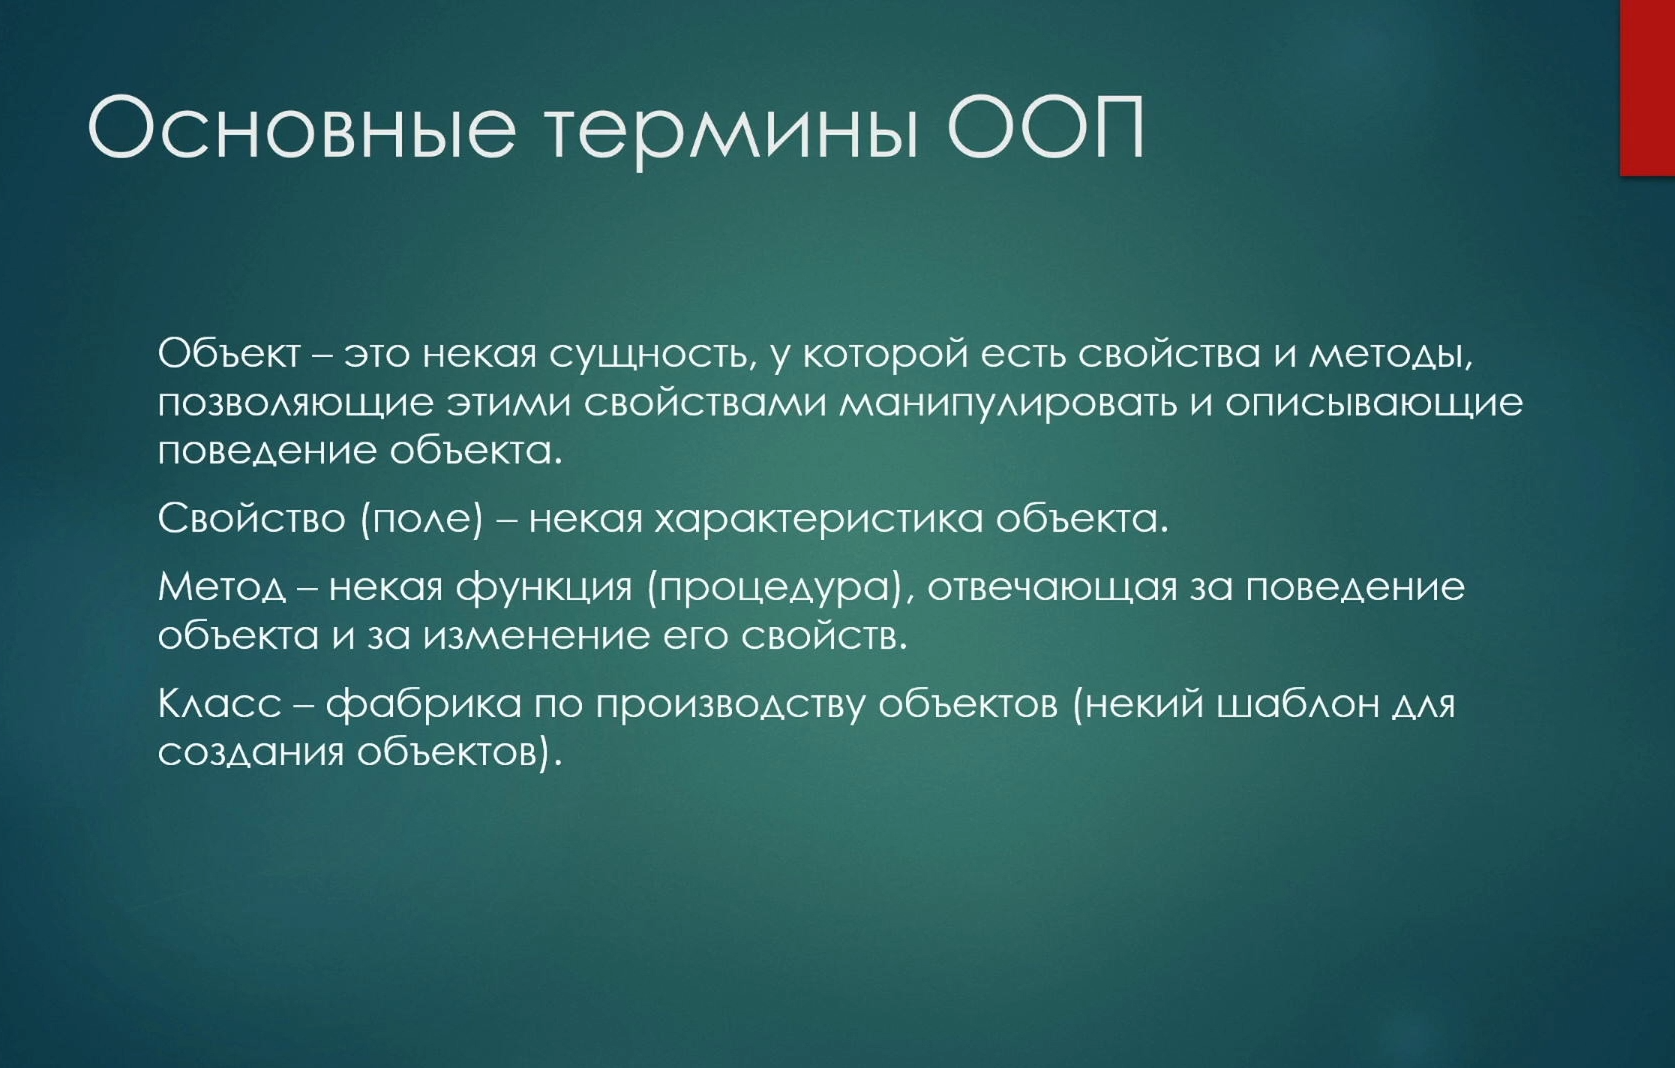 Основные термины ООП
Объект – это некая сущность, у которой есть свойства и методы,
позволяющие этими свойствами манипулировать и описывающие
поведение объекта.
Свойство (поле) – некая характеристика объекта.
Метод – некая функция (процедура), отвечающая за поведение
объекта и за изменение его свойств.
Класс – фабрика по производству объектов (некий шаблон для
создания объектов).